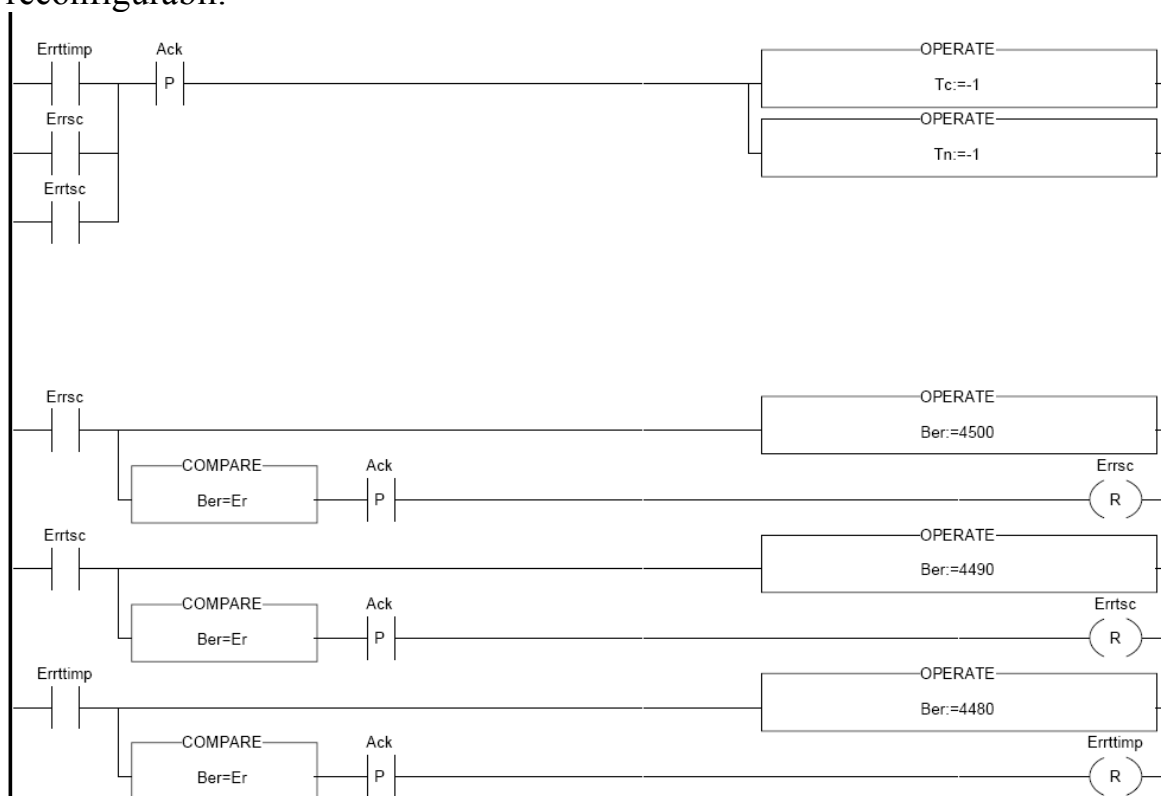 reconfigurabil.
Errttimp Ack OPERATE
P Tc:=-1
Errsc OPERATE
Tn:=-1
Errtsc
Errsc OPERATE
Ber:=4500
COMPARE Ack Errsc
Ber=Er P R
Errtsc OPERATE
Ber:=4490
COMPARE Ack Errtsc
Ber=Er P R
Errttimp OPERATE
Ber:=4480
COMPARE Ack Errttimp
Ber=Er P R